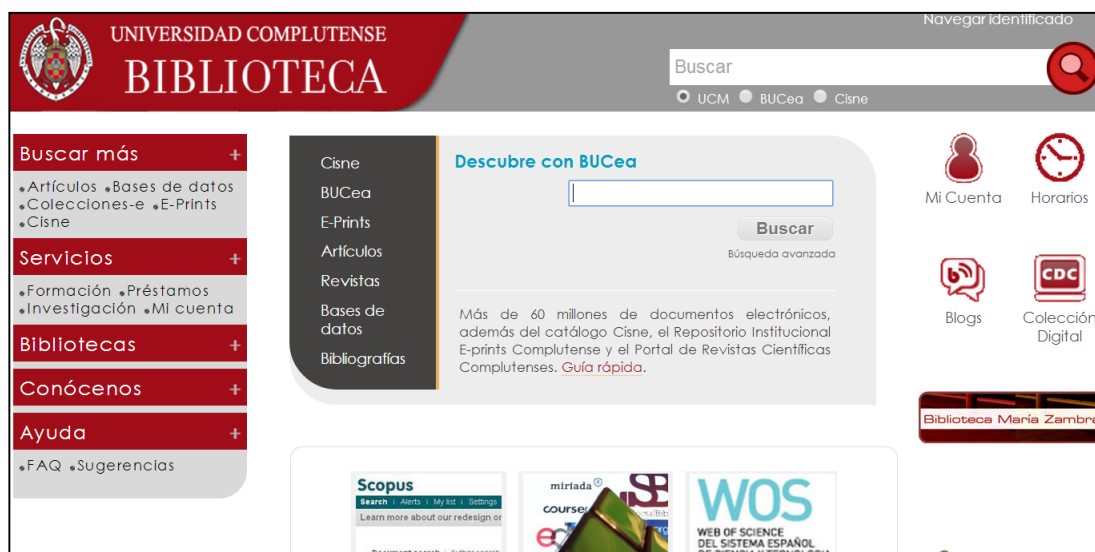 UNIVERSIDAD COMPLUTENSE
BIBLIOTECA
Navegar identificado
Buscar
UCM BUCea Cisne
Buscar más +
Artículos Bases de datos
Colecciones-e E-Prints
Cisne
Servicios +
Formación Préstamos
Investigación Mi cuenta
Bibliotecas +
Conócenos +
Ayuda +
FAQ Sugerencias
Cisne
BUCea
E-Prints
Artículos
Revistas
Bases de
datos
Bibliografías
Descubre con BUCea
Buscar
Búsqueda avanzada
Más de 60 millones de documentos electrónicos,
además del catálogo Cisne, el Repositorio Institucional
E-prints Complutense y el Portal de Revistas Científicas
Complutenses. Guía rápida.
Mi Cuenta
Horarios
Blogs
CDC
Colección
Digital
Biblioteca María Zambra
Scopus
Search Alerts My list Settings
Learn more about our redesign on
miríada
course
WOS
WEB OF SCIENCE
DEL SISTEMA ESPAÑOL
DE CIENCIA Y TECNOLOGIA